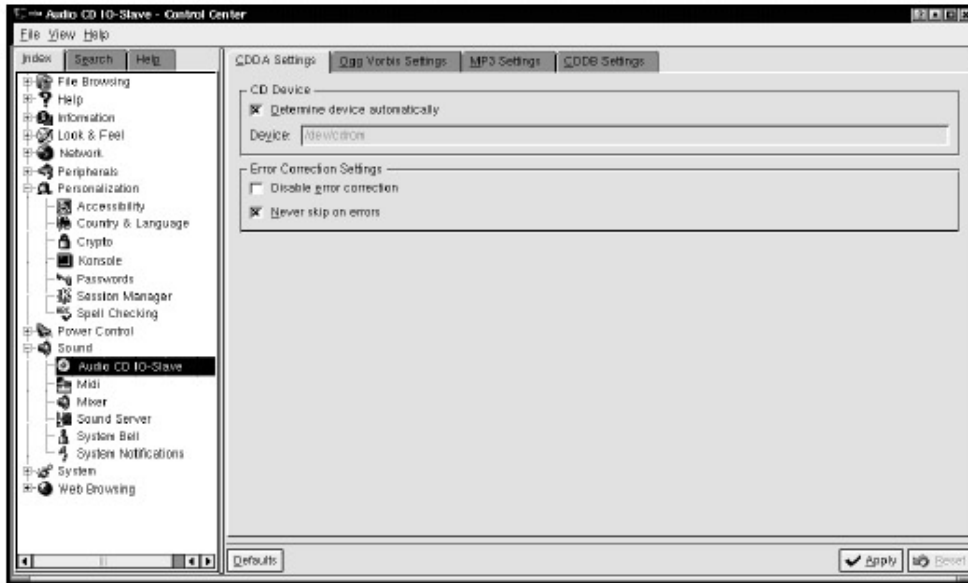 Audio CD IO-Slave - Control Center
File View Help
Index Search Help
File Browsing
Help
Information
Look & Feel
Network
Peripherals
Personalization
Accessibility
Country & Language
Crypto
Konsole
Passwords
Session Manager
Spell Checking
Power Control
Sound
Audio CD IO-Slave
Midi
Mixer
Sound Server
System Bell
System Notifications
System
Web Browsing
CDDA Settings Ogg Vorbis Settings MP3 Settings CDDB Settings
CD Device
Determine device automatically
Device: /dev/cdrom
Error Correction Settings
Disable error correction
Never skip on errors
Defaults Apply Reset